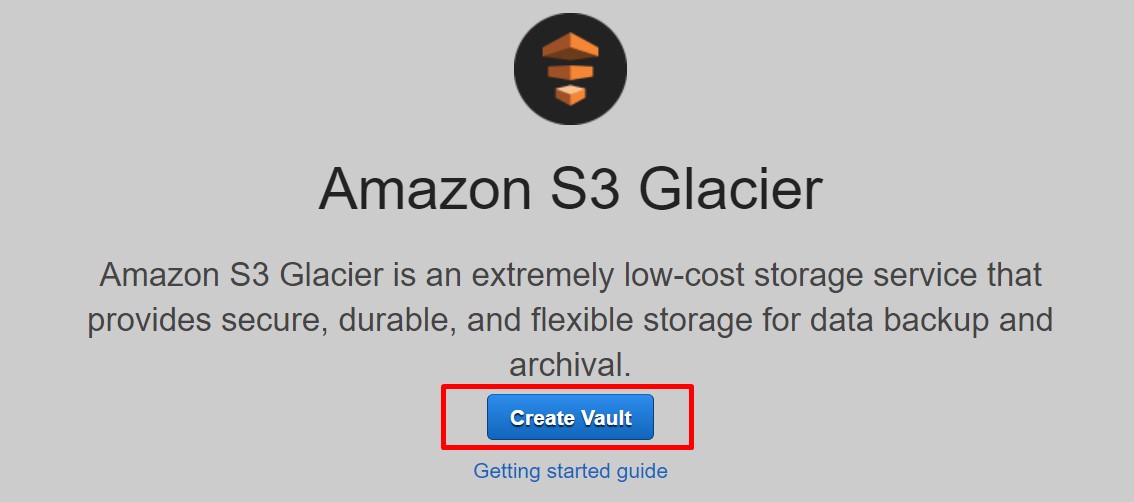 Amazon S3 Glacier
Amazon S3 Glacier is an extremely low-cost storage service that
provides secure, durable, and flexible storage for data backup and
archival.
Create Vault
Getting started guide